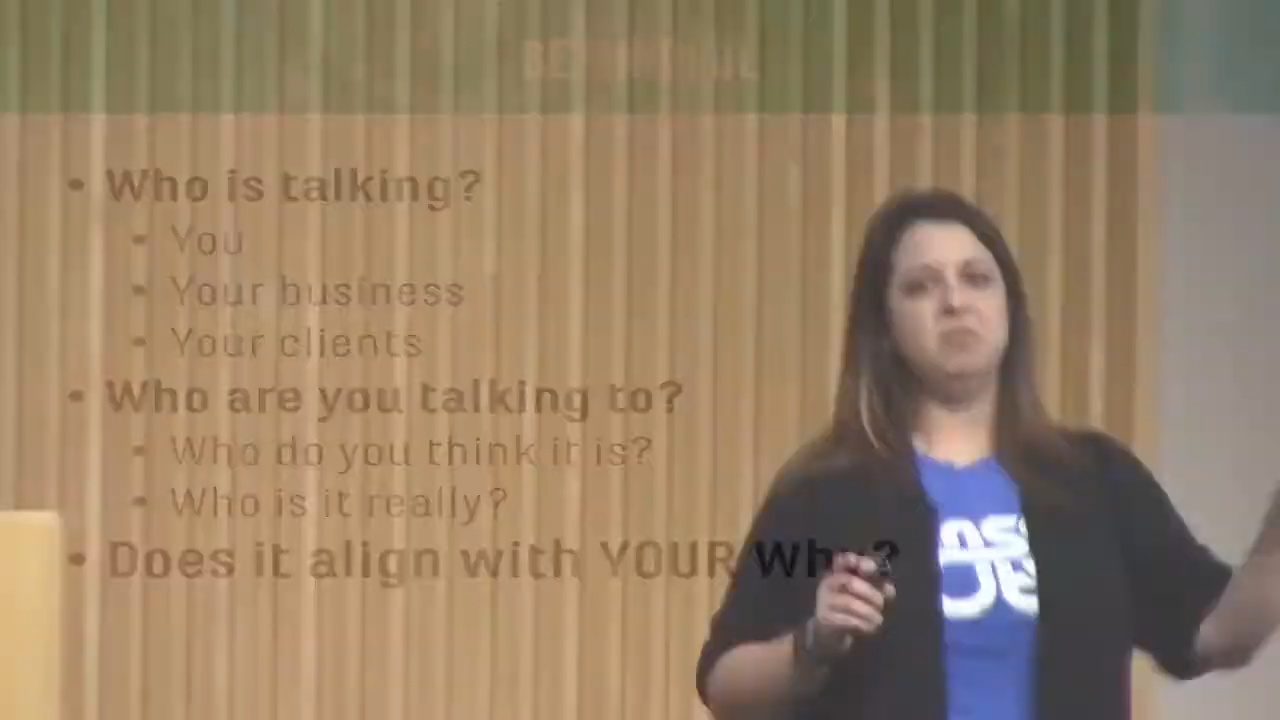 • Who is talking?
• You
• Your business
• Your clients
• Who are you talking to?
• Who do you think it is?
• Who is it really?
• Does it align with YOUR Why?